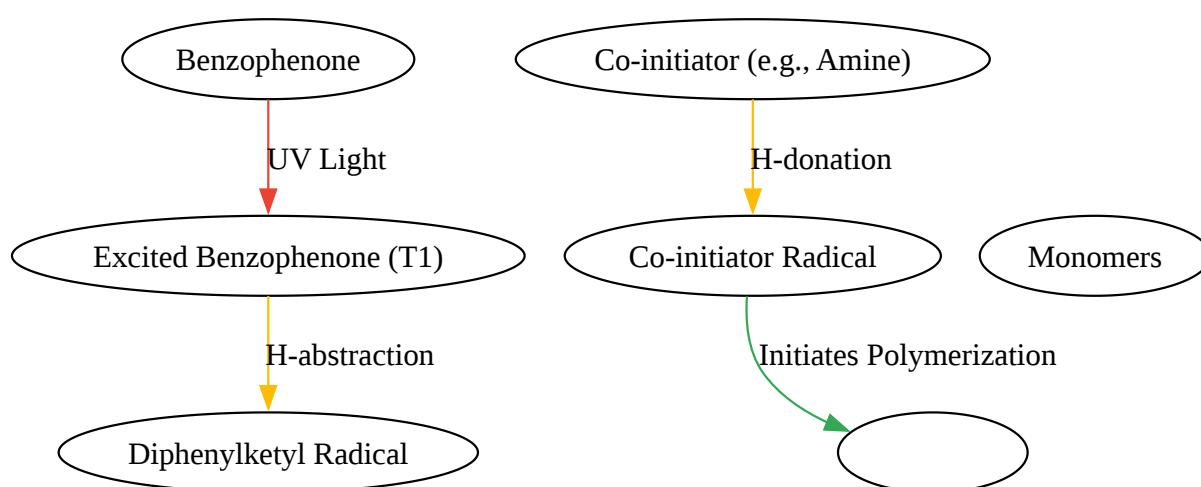 Benzophenone
Co-initiator (e.g., Amine)
UV Light
H-donation
Excited Benzophenone (T1)
Co-initiator Radical
Monomers
H-abstraction
Initiates Polymerization
Diphenylketyl Radical